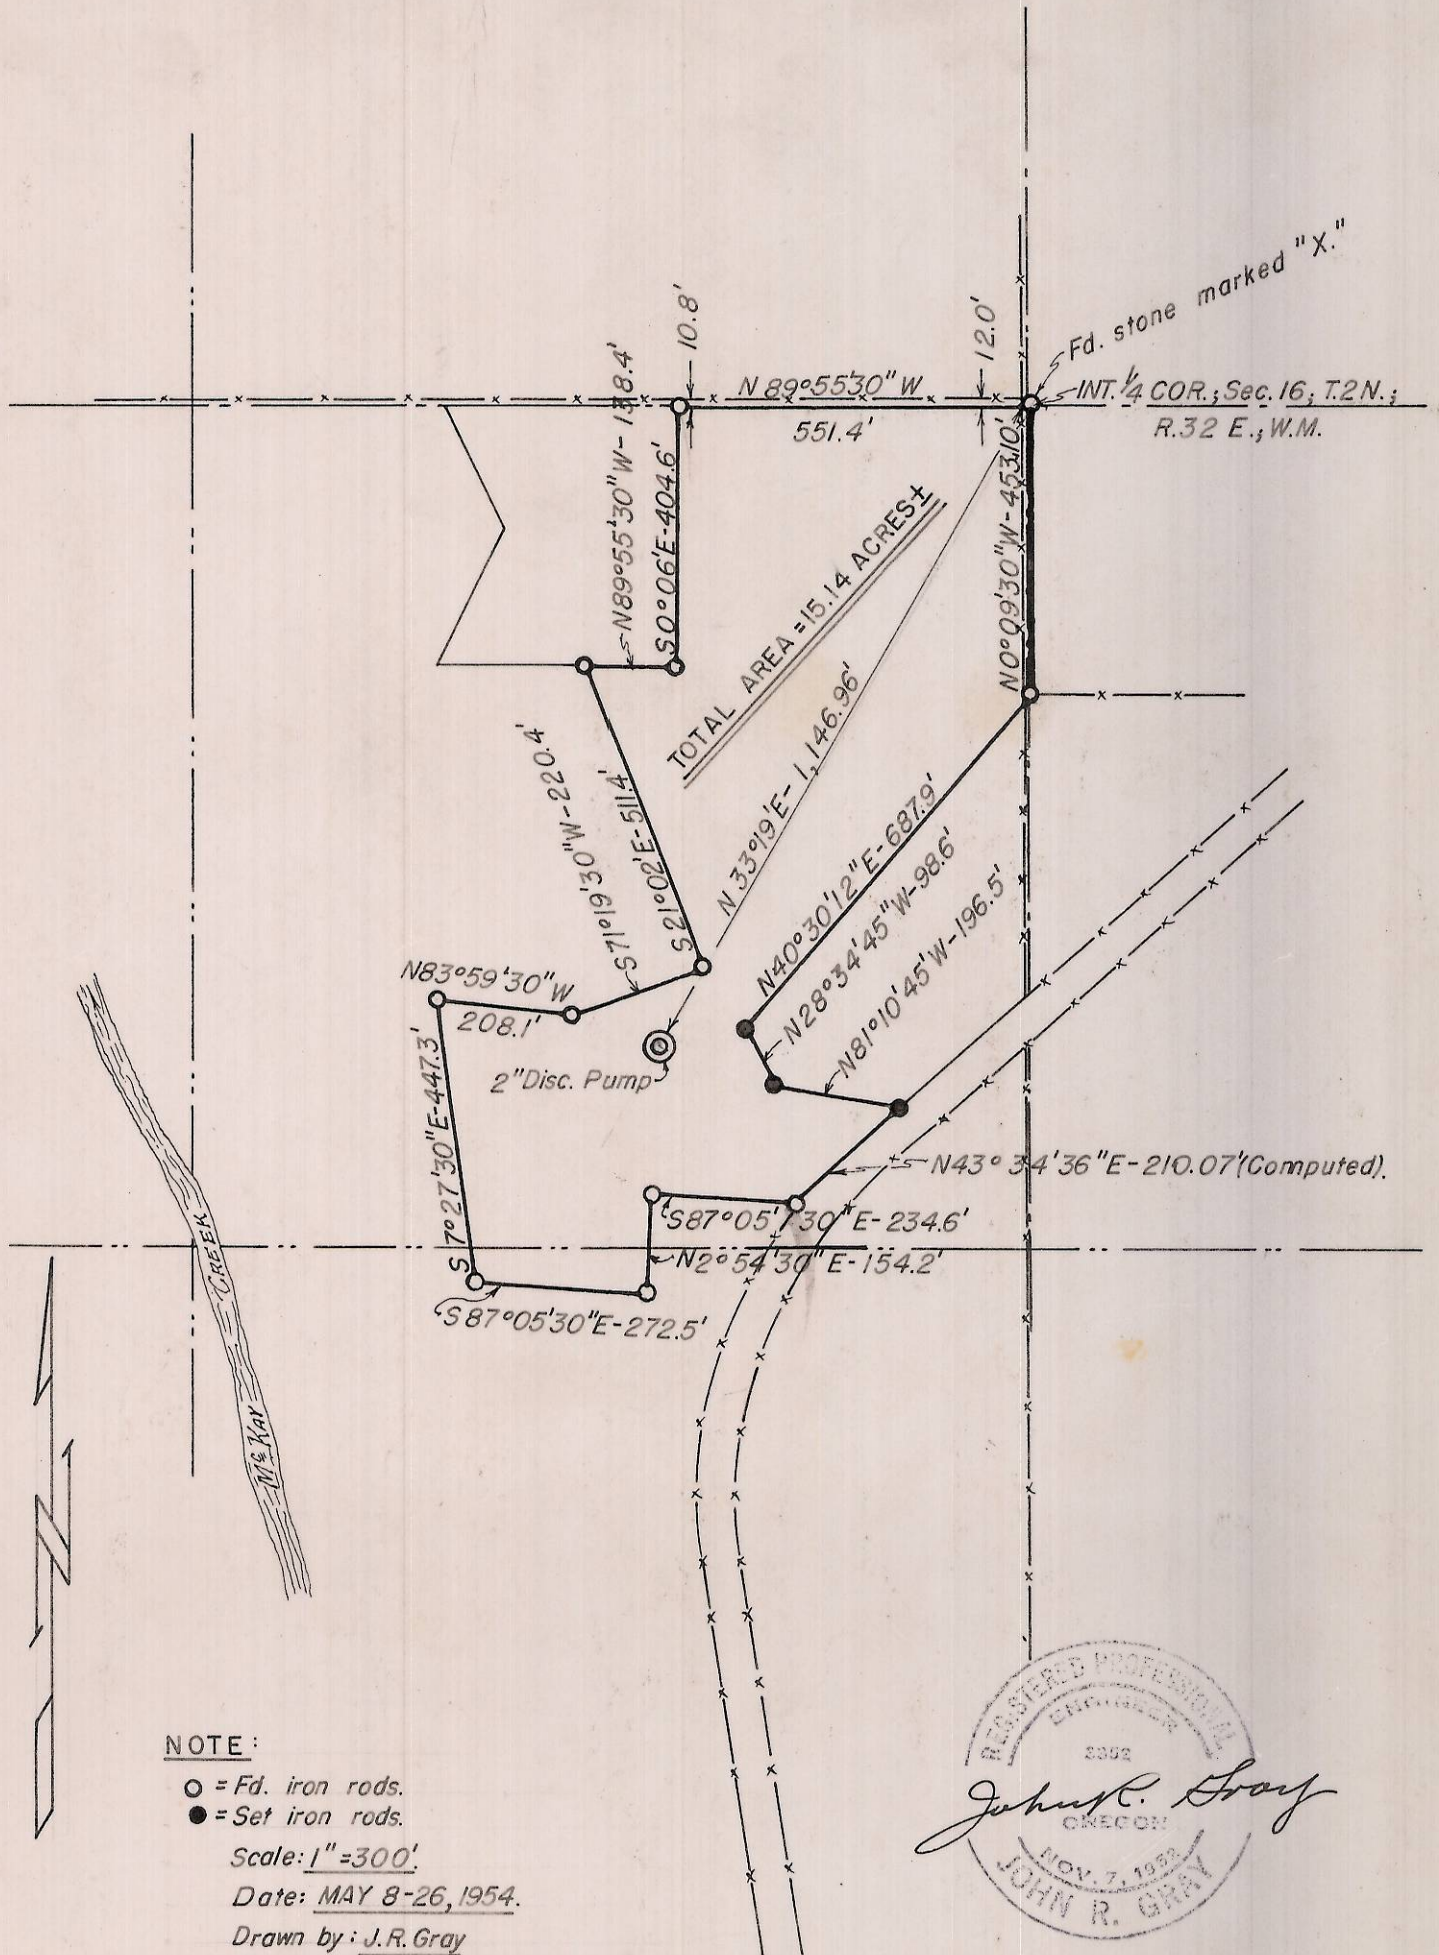 10.8'
12.0'
Fd. stone marked "X."
N 89°55'30" W
551.4'
INT. ¼ COR.; Sec. 16; T.2 N.;
R.32 E.; W.M.
N89°55'30"W-138.4'
S0°06'E-404.6'
N0°09'30"W-453.10'
TOTAL AREA = 15.14 ACRES±
N 33°19'E-1,146.96'
S71°19'30"W-220.4'
S21°02'E-511.4'
N40°30'12"E-687.9'
N28°34'45"W-98.6'
N81°10'45"W-196.5'
N83°59'30"W
208.1'
2" Disc. Pump
S7°27'30"E-447.3'
N43°34'36"E-210.07'(Computed).
S87°05'30"E-234.6'
N2°54'30"E-154.2'
S87°05'30"E-272.5'
McKAY CREEK
NOTE:
= Fd. iron rods.
= Set iron rods.
Scale: 1"=300'.
Date: MAY 8-26, 1954.
Drawn by: J.R. Gray
REGISTERED PROFESSIONAL
ENGINEER
John R. Gray
OREGON
NOV. 7, 1952
JOHN R. GRAY